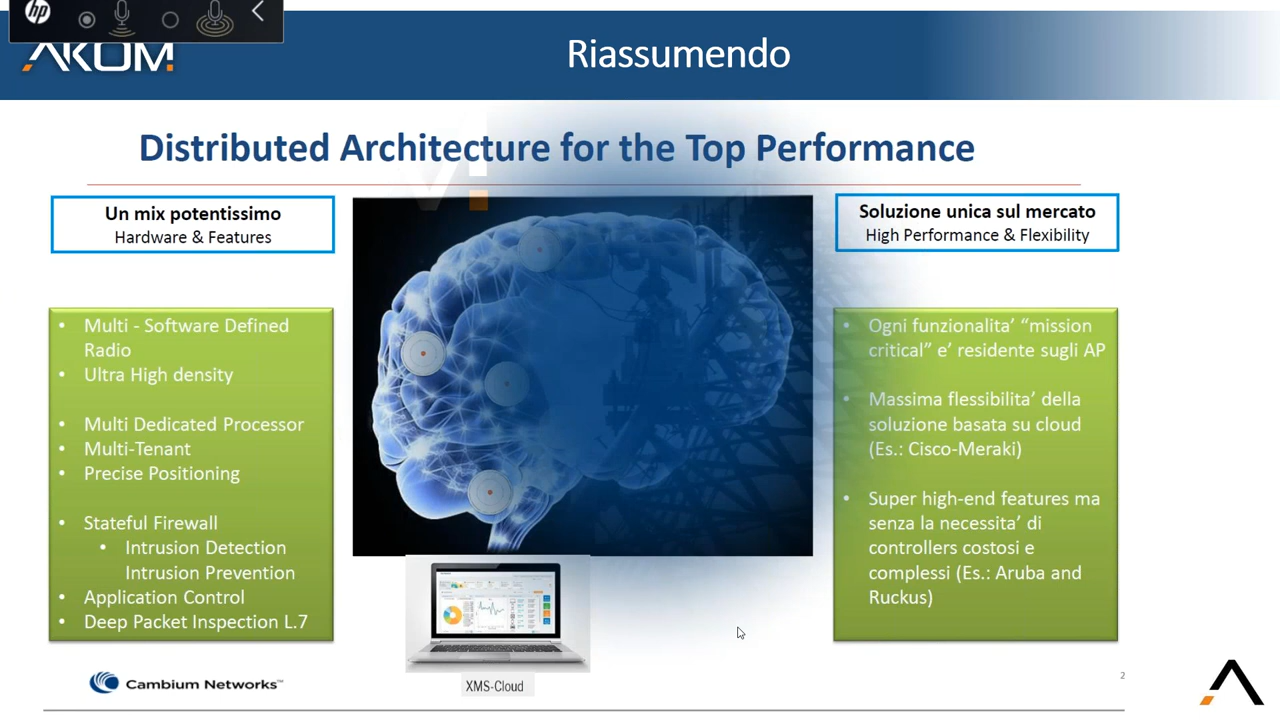 hp
AKOM!
Riassumendo
Distributed Architecture for the Top Performance
Un mix potentissimo
Hardware & Features
Soluzione unica sul mercato
High Performance & Flexibility
• Multi - Software Defined
Radio
• Ultra High density
• Multi Dedicated Processor
• Multi-Tenant
• Precise Positioning
• Stateful Firewall
• Intrusion Detection
Intrusion Prevention
• Application Control
• Deep Packet Inspection L.7
• Ogni funzionalita’ “mission
critical” e’ residente sugli AP
• Massima flessibilita’ della
soluzione basata su cloud
(Es.: Cisco-Meraki)
• Super high-end features ma
senza la necessita’ di
controllers costosi e
complessi (Es.: Aruba and
Ruckus)
XMS-Cloud
Cambium Networks™
2